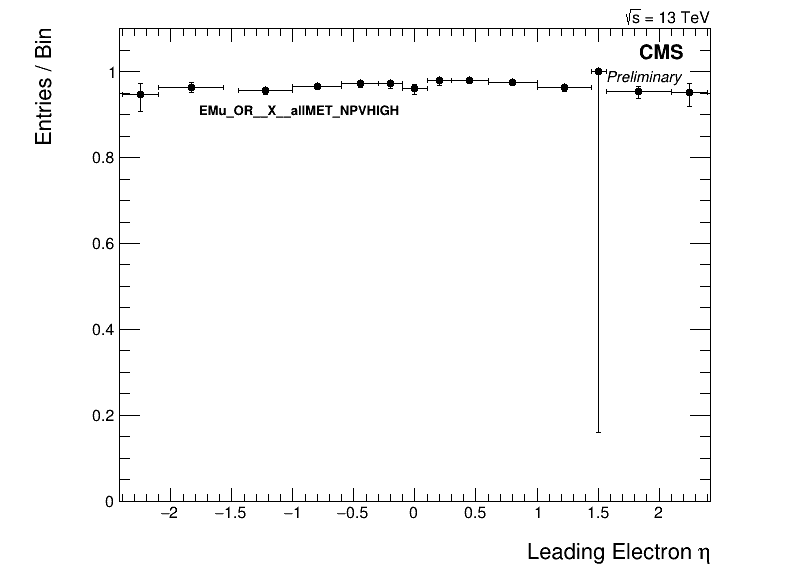 √s = 13 TeV
Entries / Bin
CMS
Preliminary
EMu_OR__X__allMET_NPVHIGH
1
0.8
0.6
0.4
0.2
0
−2 −1.5 −1 −0.5 0 0.5 1 1.5 2
Leading Electron η